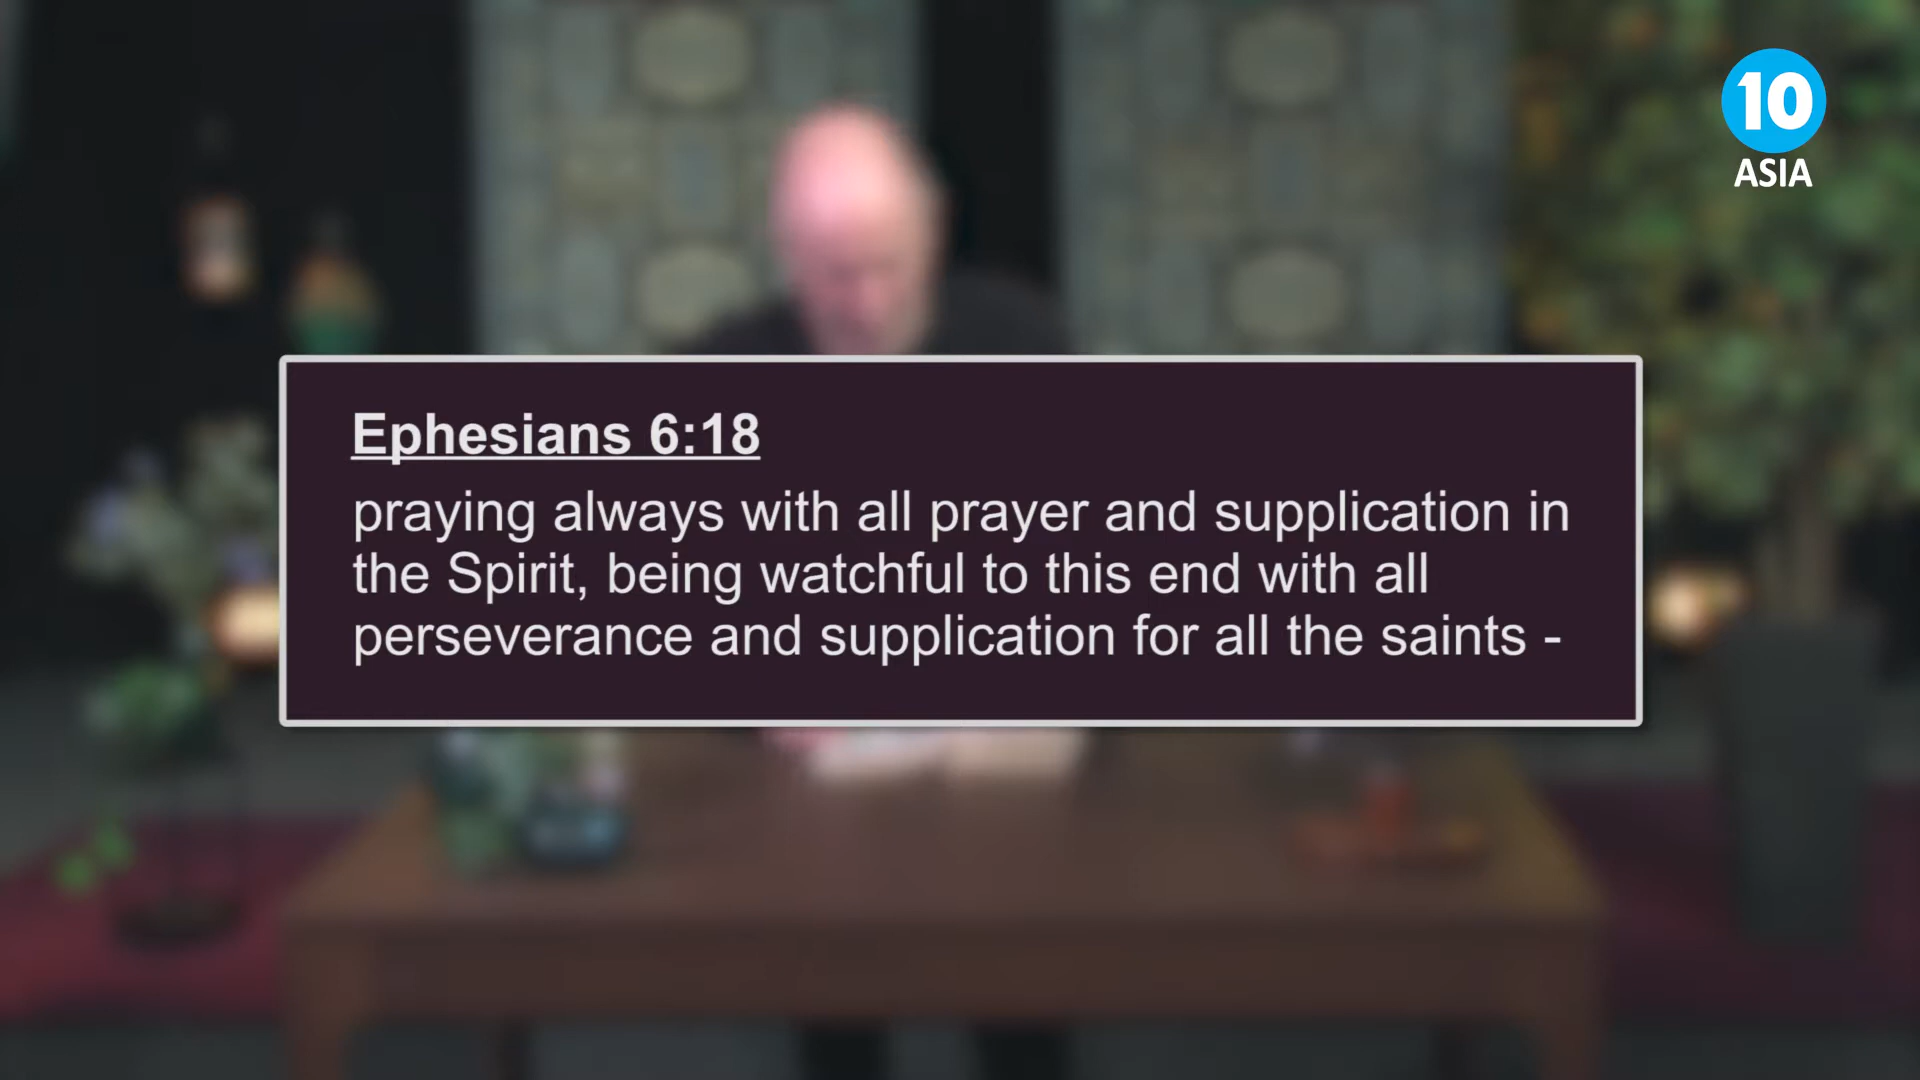 10
ASIA
Ephesians 6:18
praying always with all prayer and supplication in
the Spirit, being watchful to this end with all
perseverance and supplication for all the saints -